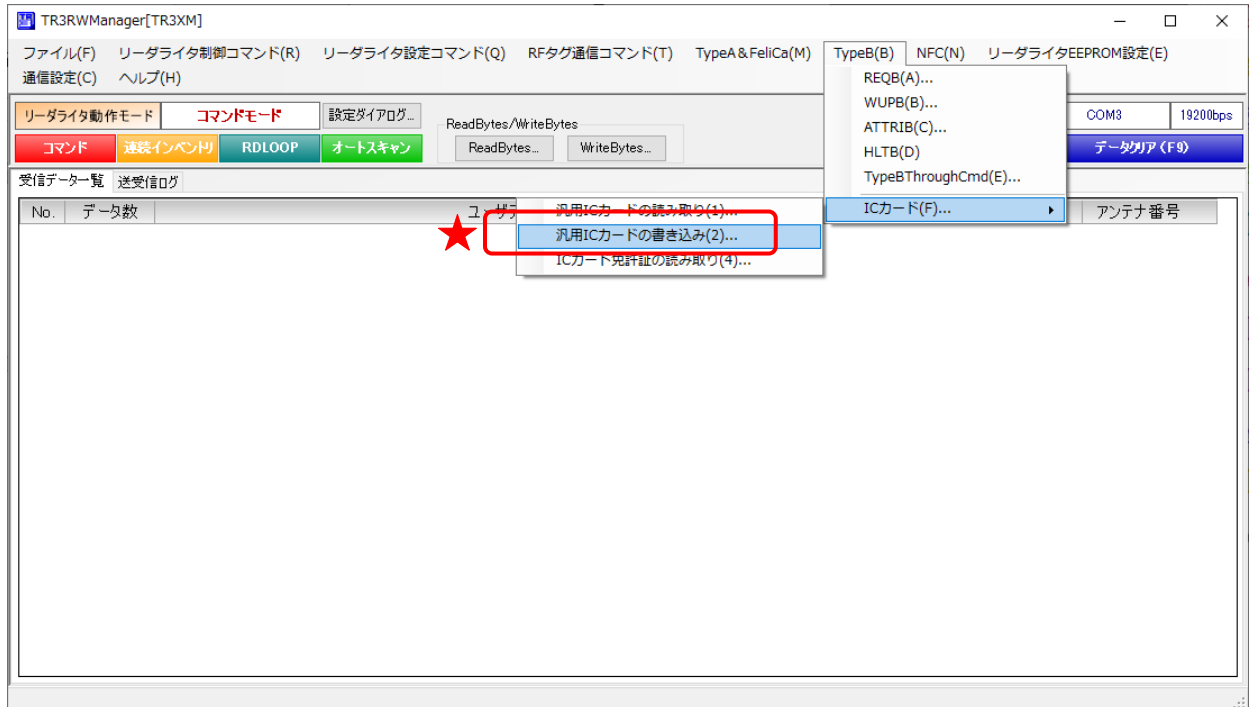 TR3RWManager[TR3XM]
ファイル(F) リーダライタ制御コマンド(R) リーダライタ設定コマンド(Q) RFタグ通信コマンド(T) TypeA&FeliCa(M) TypeB(B) NFC(N) リーダライタEEPROM設定(E)
通信設定(C) ヘルプ(H)
REQB(A)...
WUPB(B)...
ATTRIB(C)...
HLTB(D)
TypeBThroughCmd(E)...
ICカード(F)...
リーダライタ動作モード コマンドモード 設定ダイアログ... ReadBytes/WriteBytes COM3 19200bps
コマンド 連続インベントリ RDLOOP オートスキャン ReadBytes... WriteBytes... データクリア(F9)
受信データ一覧 送受信ログ
No. データ数 ユーザデ アンテナ番号
汎用ICカードの読み取り(1)...
汎用ICカードの書き込み(2)...
ICカード免許証の読み取り(4)...